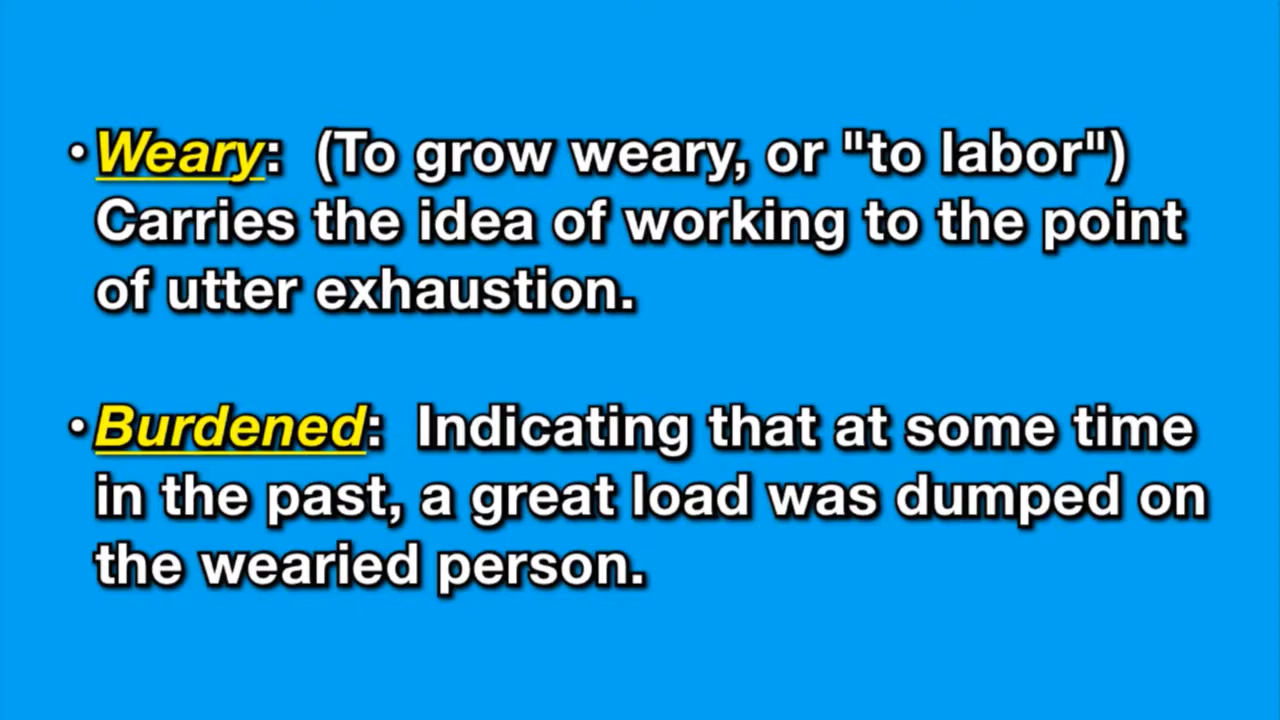 •Weary:  (To grow weary, or "to labor")
Carries the idea of working to the point
of utter exhaustion.
•Burdened:  Indicating that at some time
in the past, a great load was dumped on
the wearied person.